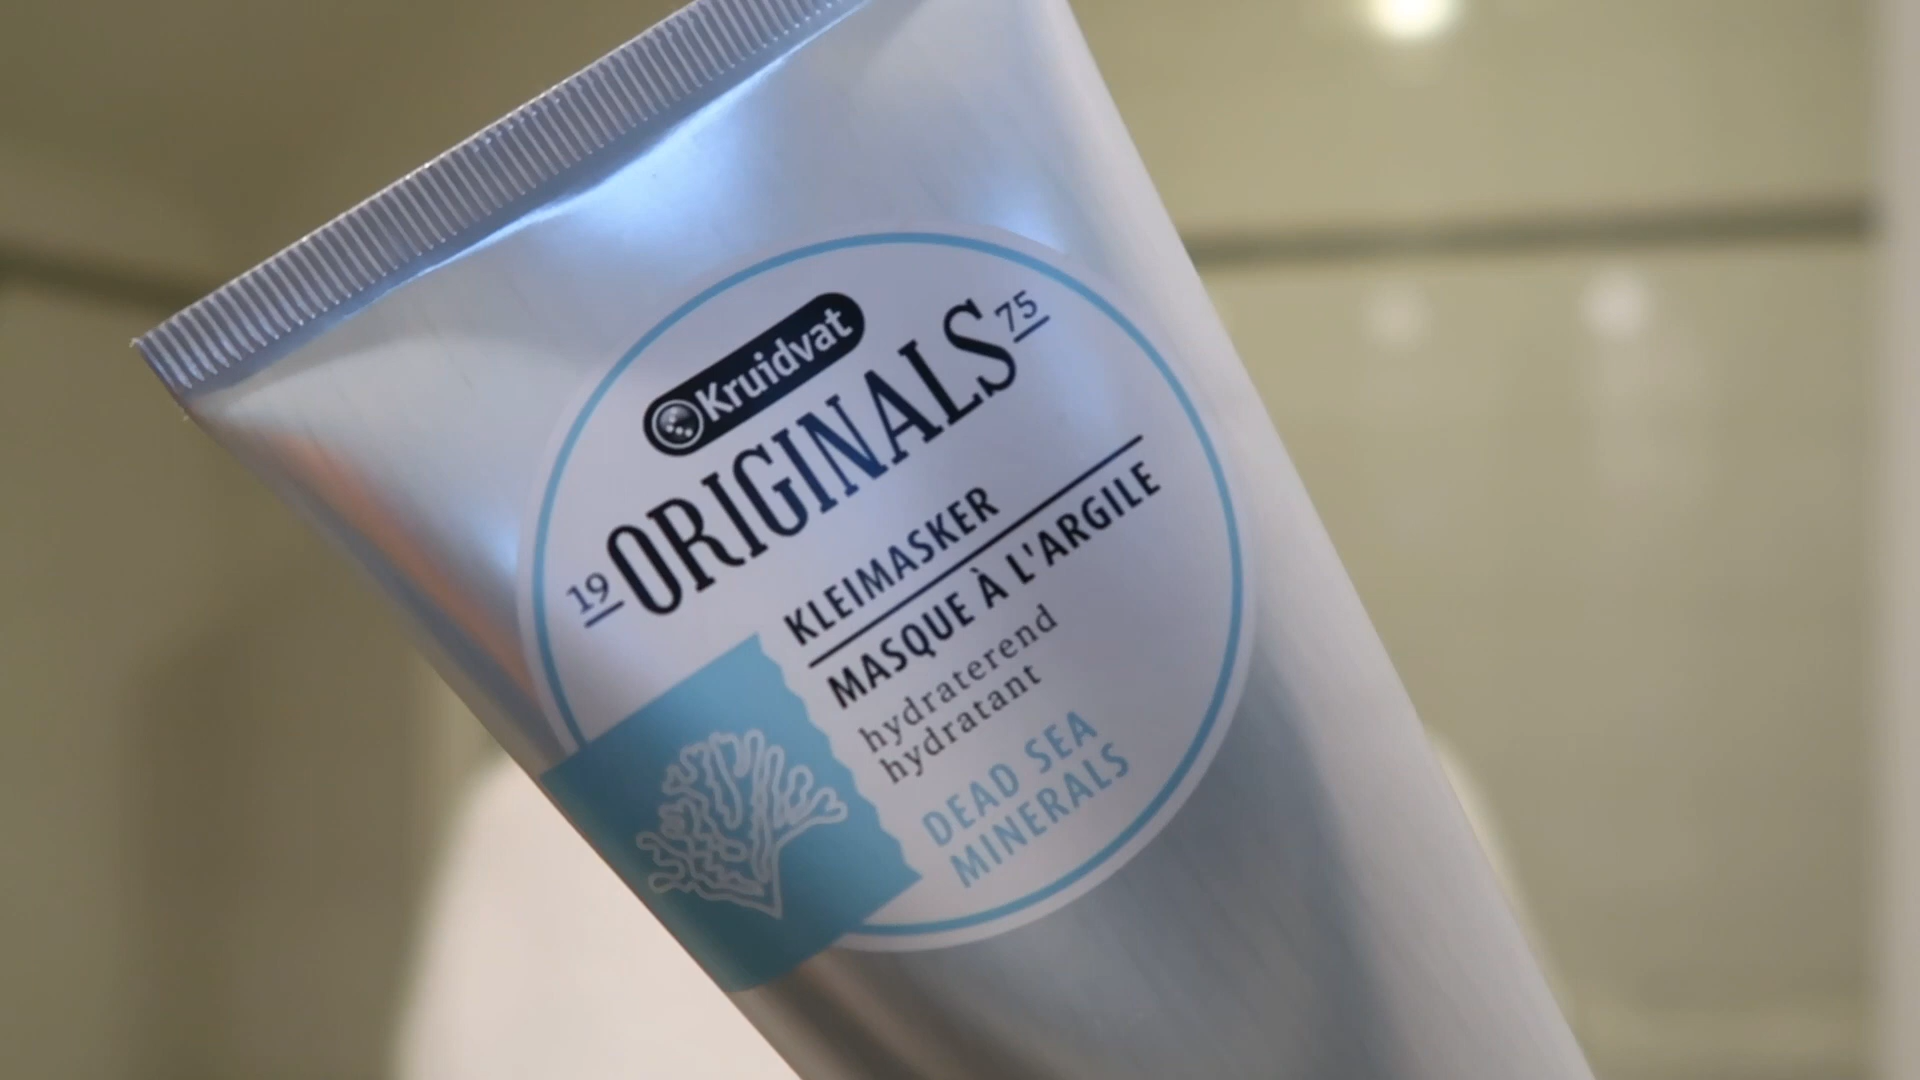 Kruidvat
19 ORIGINALS 75
KLEIMASKER
MASQUE À L'ARGILE
hydraterend
hydratant
DEAD SEA
MINERALS